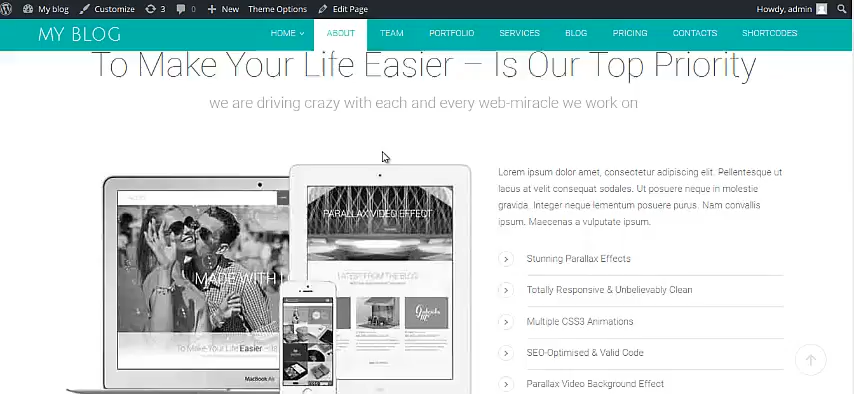 My blog Customize 3 0 New Theme Options Edit Page Howdy, admin
MY BLOG HOME ABOUT TEAM PORTFOLIO SERVICES BLOG PRICING CONTACTS SHORTCODES
To Make Your Life Easier – Is Our Top Priority
we are driving crazy with each and every web-miracle we work on
Lorem ipsum dolor amet, consectetur adipiscing elit. Pellentesque ut
lacus at velit consequat sodales. Ut posuere neque in molestie
gravida. Integer neque lementum posuere purus. Nam convallis
ipsum. Maecenas a vulputate ipsum.
PARALLAX VIDEO EFFECT
MADE WITH L
LATEST FROM THE BLOG
To Make Your Life Easier – Is
MacBook Air
Stunning Parallax Effects
Totally Responsive & Unbelievably Clean
Multiple CSS3 Animations
SEO-Optimised & Valid Code
Parallax Video Background Effect